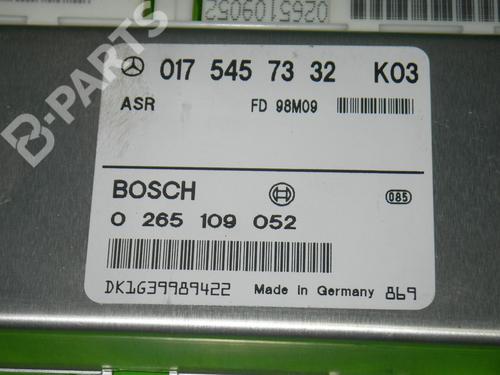 0265109052
B-PARTS
017 545 73 32 K03
ASR FD 98M09
BOSCH 085
0 265 109 052
DK1G39989422 Made in Germany 869